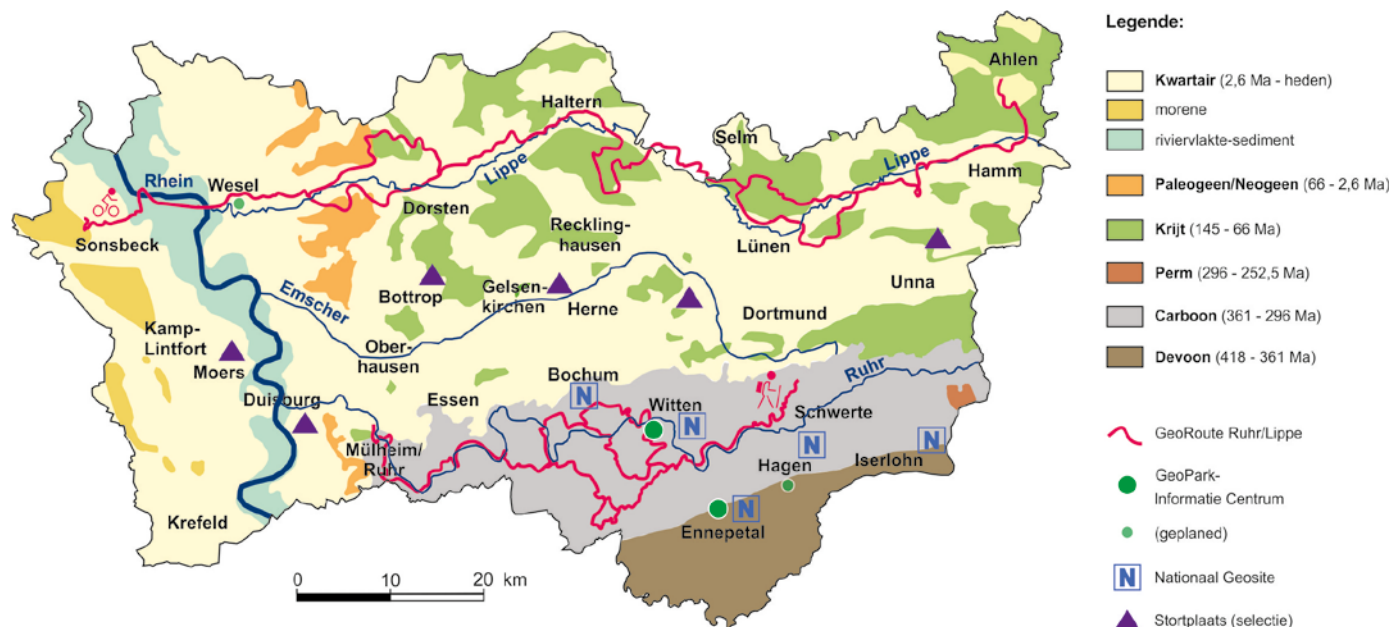 Legende:
Ahlen
Kwartair (2,6 Ma - heden)
Haltern
morene
Selm
riviervlakte-sediment
Lippe
Lippe
Hamm
Rhein
Wesel
Paleogeen/Neogeen (66 - 2,6 Ma)
Dorsten
Reckling-
hausen
Lünen
Sonsbeck
Krijt (145 - 66 Ma)
Perm (296 - 252,5 Ma)
Unna
Emscher
Bottrop
Gelsen-
kirchen
Herne
Dortmund
Carboon (361 - 296 Ma)
Kamp-
Lintfort
Ober-
hausen
Devoon (418 - 361 Ma)
Moers
Bochum
Ruhr
Duisburg
Essen
Witten
N
N
Schwerte
GeoRoute Ruhr/Lippe
Mülheim/
Ruhr
N
N
Iserlohn
Hagen
GeoPark-
Informatie Centrum
Krefeld
N
Ennepetal
(geplaned)
0 10 20 km
N Nationaal Geosite
Stortplaats (selectie)